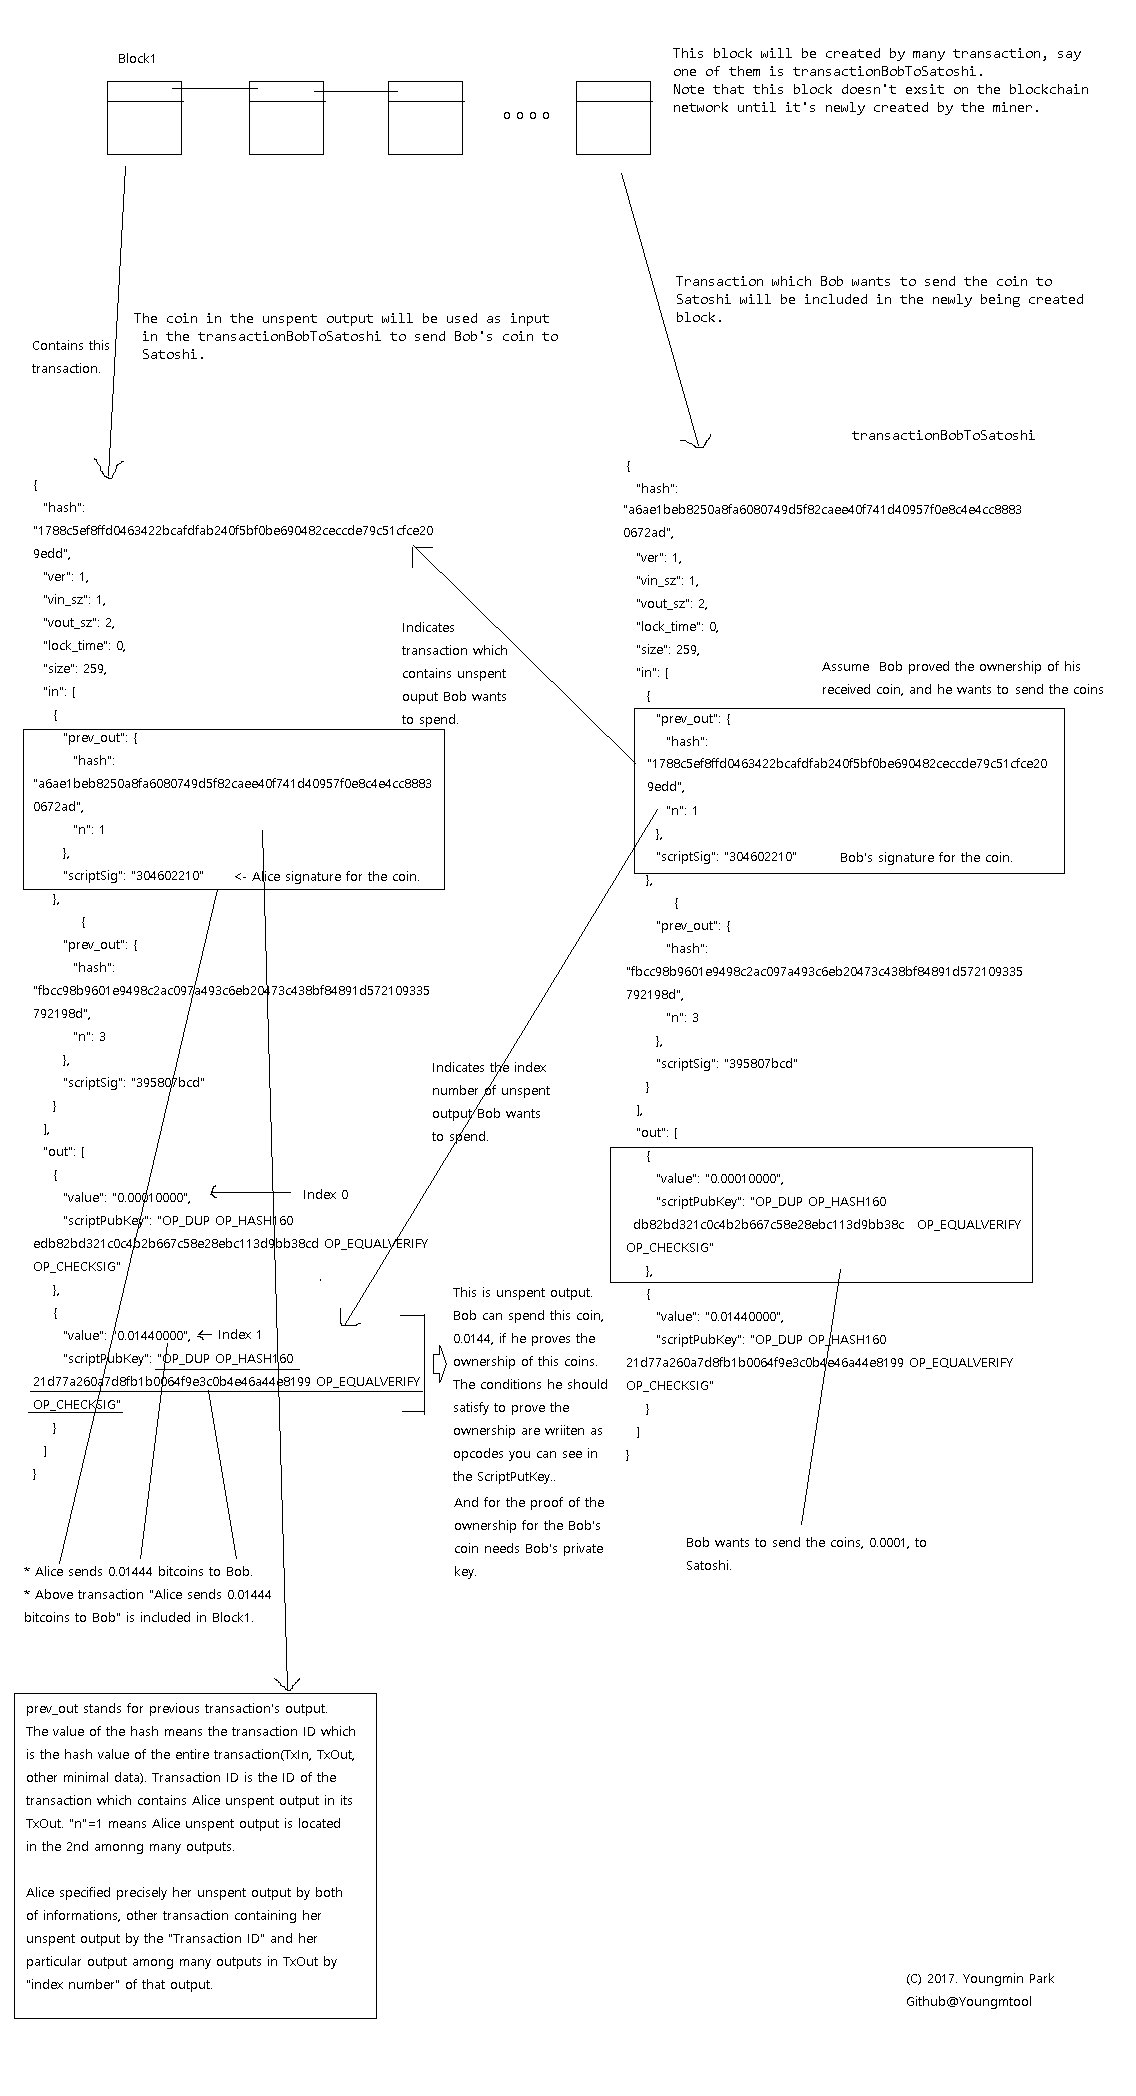 Block1
This block will be created by many transaction, say
one of them is transactionBobToSatoshi.
Note that this block doesn't exsit on the blockchain
network until it's newly created by the miner.
Transaction which Bob wants to send the coin to
Satoshi will be included in the newly being created
block.
The coin in the unspent output will be used as input
in the transactionBobToSatoshi to send Bob's coin to
Satoshi.
Contains this
transaction.
{
"hash":
"1788c5ef8ffd0463422bcafdfab240f5bf0be690482ceccde79c51cfce20
9edd",
"ver": 1,
"vin_sz": 1,
"vout_sz": 2,
"lock_time": 0,
"size": 259,
"in": [
{
"prev_out": {
"hash":
"a6ae1beb8250a8fa6080749d5f82caee40f741d40957f0e8c4e4cc8883
0672ad",
"n": 1
},
"scriptSig": "304602210" <- Alice signature for the coin.
},
{
"prev_out": {
"hash":
"fbcc98b9601e9498c2ac097a493c6eb20473c438bf84891d572109335
792198d",
"n": 3
},
"scriptSig": "395807bcd"
}
],
"out": [
{
"value": "0.00010000", Index 0
"scriptPubKey": "OP_DUP OP_HASH160
edb82bd321c0c4b2b667c58e28ebc113d9bb38cd OP_EQUALVERIFY
OP_CHECKSIG"
},
{
"value": "0.01440000", Index 1
"scriptPubKey": "OP_DUP OP_HASH160
21d77a260a7d8fb1b0064f9e3c0b4e46a44e8199 OP_EQUALVERIFY
OP_CHECKSIG"
}
]
}
Indicates
transaction which
contains unspent
ouput Bob wants
to spend.
Indicates the index
number of unspent
output Bob wants
to spend.
This is unspent output.
Bob can spend this coin,
0.0144, if he proves the
ownership of this coins.
The conditions he should
satisfy to prove the
ownership are wriiten as
opcodes you can see in
the ScriptPutKey..
And for the proof of the
ownership for the Bob's
coin needs Bob's private
key.
transactionBobToSatoshi
{
"hash":
"a6ae1beb8250a8fa6080749d5f82caee40f741d40957f0e8c4e4cc8883
0672ad",
"ver": 1,
"vin_sz": 1,
"vout_sz": 2,
"lock_time": 0,
"size": 259,
"in": [
{
Assume Bob proved the ownership of his
received coin, and he wants to send the coins
"prev_out": {
"hash":
"1788c5ef8ffd0463422bcafdfab240f5bf0be690482ceccde79c51cfce20
9edd",
"n": 1
},
"scriptSig": "304602210" Bob's signature for the coin.
},
{
"prev_out": {
"hash":
"fbcc98b9601e9498c2ac097a493c6eb20473c438bf84891d572109335
792198d",
"n": 3
},
"scriptSig": "395807bcd"
}
],
"out": [
{
"value": "0.00010000",
"scriptPubKey": "OP_DUP OP_HASH160
db82bd321c0c4b2b667c58e28ebc113d9bb38c OP_EQUALVERIFY
OP_CHECKSIG"
},
{
"value": "0.01440000",
"scriptPubKey": "OP_DUP OP_HASH160
21d77a260a7d8fb1b0064f9e3c0b4e46a44e8199 OP_EQUALVERIFY
OP_CHECKSIG"
}
]
}
Bob wants to send the coins, 0.0001, to
Satoshi.
* Alice sends 0.01444 bitcoins to Bob.
* Above transaction "Alice sends 0.01444
bitcoins to Bob" is included in Block1.
prev_out stands for previous transaction's output.
The value of the hash means the transaction ID which
is the hash value of the entire transaction(TxIn, TxOut,
other minimal data). Transaction ID is the ID of the
transaction which contains Alice unspent output in its
TxOut. "n"=1 means Alice unspent output is located
in the 2nd amonng many outputs.
Alice specified precisely her unspent output by both
of informations, other transaction containing her
unspent output by the "Transaction ID" and her
particular output among many outputs in TxOut by
"index number" of that output.
(C) 2017. Youngmin Park
Github@Youngmtool